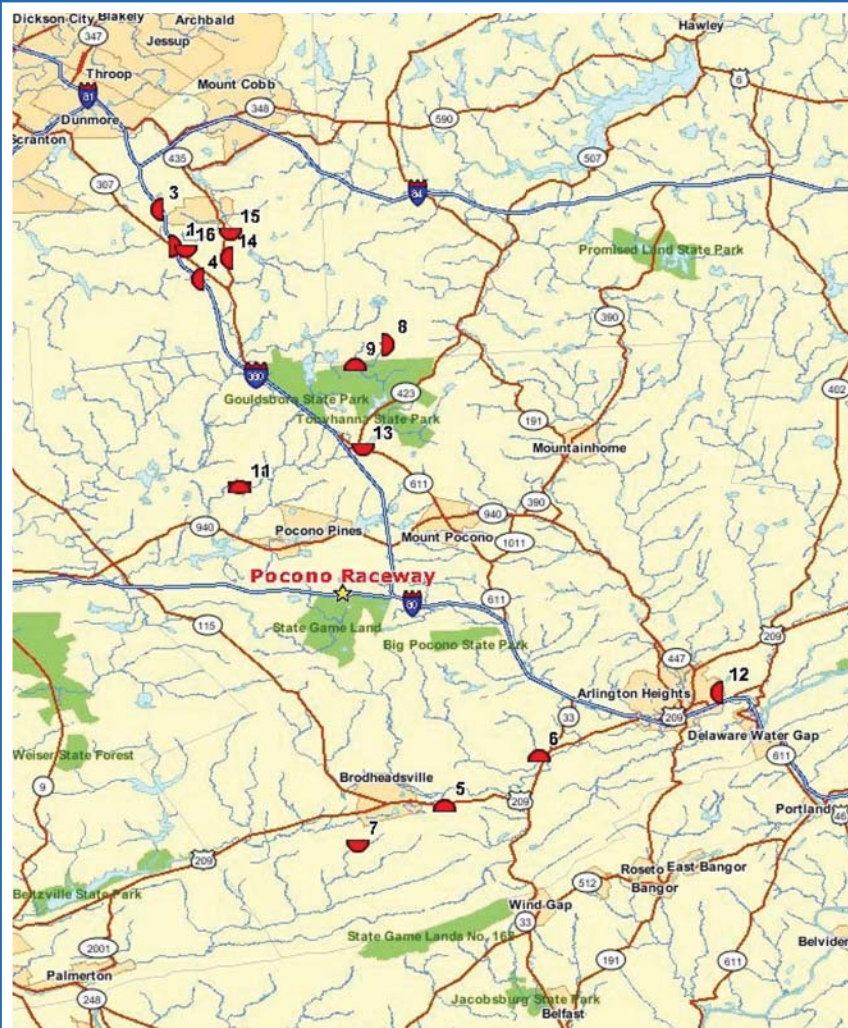 Dickson City
Blakely
Archbald
347
Jessup
Throop
Mount Cobb
81
348
Dunmore
Scranton
435
307
590
Hawley
6
507
84
3
15
1
16
14
4
Promised Land State Park
390
8
9
380
402
Gouldsboro State Park
423
Tobyhanna State Park
191
13
Mountainhome
611
11
390
940
940
Pocono Pines
Mount Pocono
1011
Pocono Raceway
80
611
115
State Game Land
Big Pocono State Park
209
447
12
Arlington Heights
33
209
Delaware Water Gap
6
611
Weiser State Forest
9
Brodheadsville
5
209
Portland
46
7
209
Beltzville State Park
Roseto
East Bangor
512
Bangor
Wind Gap
33
State Game Lands No. 168
Belvider
2001
191
611
Palmerton
248
Jacobsburg State Park
Belfast